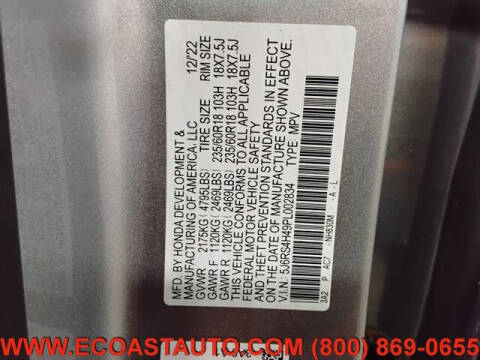 MFD. BY HONDA DEVELOPMENT &
MANUFACTURING OF AMERICA, LLC 12/22
TIRE SIZE RIM SIZE
GVWR 2175KG ( 4795LBS)
GAWR F 1120KG ( 2469LBS) 235/60R18 103H 18X7.5J
GAWR R 1120KG ( 2469LBS) 235/60R18 103H 18X7.5J
THIS VEHICLE CONFORMS TO ALL APPLICABLE
FEDERAL MOTOR VEHICLE SAFETY
AND THEFT PREVENTION STANDARDS IN EFFECT
ON THE DATE OF MANUFACTURE SHOWN ABOVE.
V.I.N: 5J6RS4H49PL002834 TYPE MPV
3A2 P AC7 NH830M - A - L
WWW.ECOASTAUTO.COM (800) 869-0655